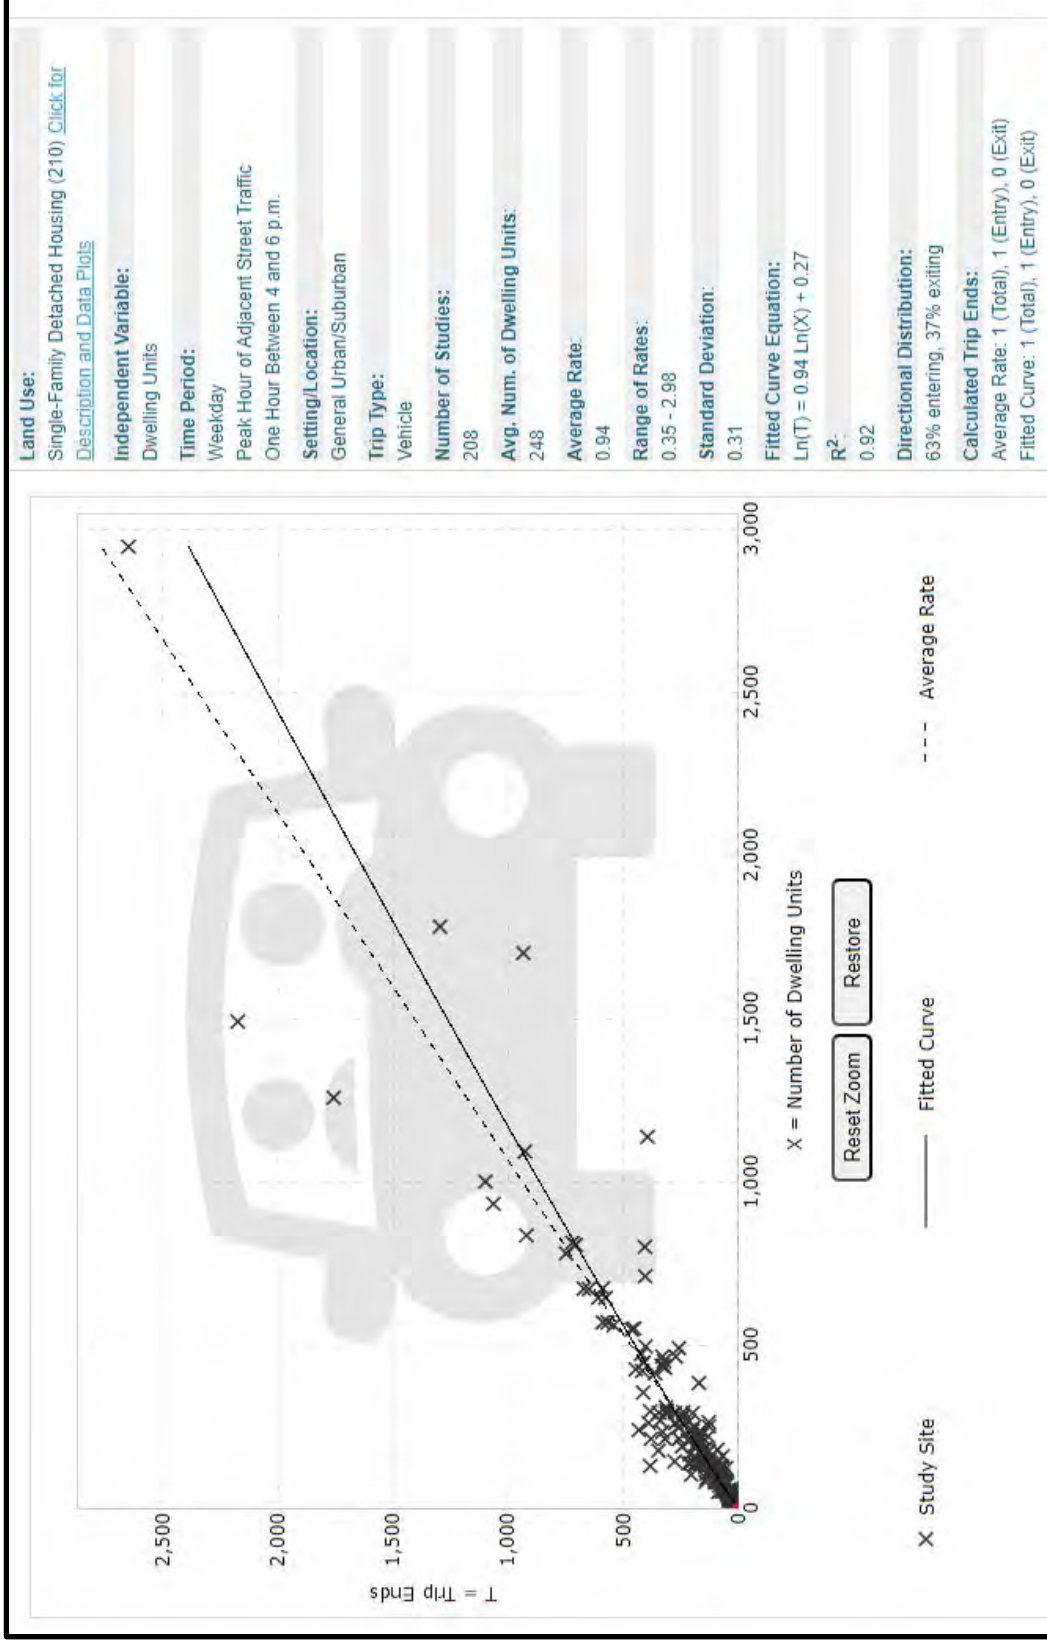 Land Use:
Single-Family Detached Housing (210) Click for
Description and Data Plots
Independent Variable:
Dwelling Units
Time Period:
Weekday
Peak Hour of Adjacent Street Traffic
One Hour Between 4 and 6 p.m.
Setting/Location:
General Urban/Suburban
Trip Type:
Vehicle
Number of Studies:
208
Avg. Num. of Dwelling Units:
248
Average Rate:
0.94
Range of Rates:
0.35 - 2.98
Standard Deviation:
0.31
Fitted Curve Equation:
Ln(T) = 0.94 Ln(X) + 0.27
R²:
0.92
Directional Distribution:
63% entering, 37% exiting
Calculated Trip Ends:
Average Rate: 1 (Total), 1 (Entry), 0 (Exit)
Fitted Curve: 1 (Total), 1 (Entry), 0 (Exit)
T = Trip Ends
2,500
2,000
1,500
1,000
500
0
0 500 1,000 1,500 2,000 2,500 3,000
X = Number of Dwelling Units
Reset Zoom Restore
Study Site Fitted Curve Average Rate